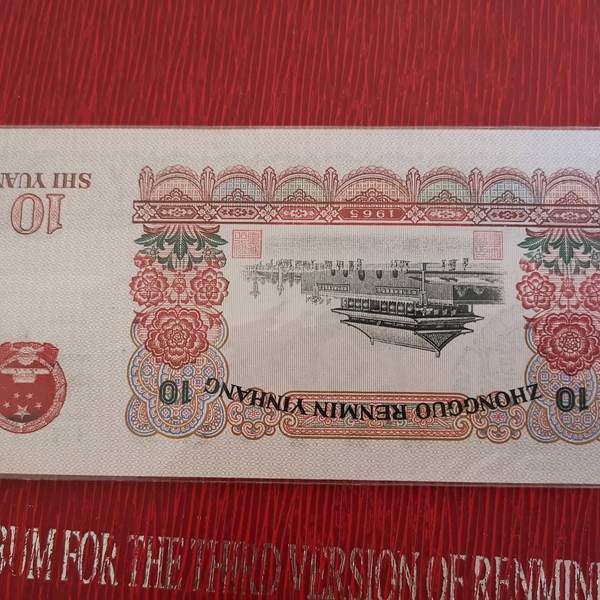 SHI YUAN
10
1965
ZHONGGUO RENMIN YINHANG
10
10
BUM FOR THE THIRD VERSION OF RENMIN